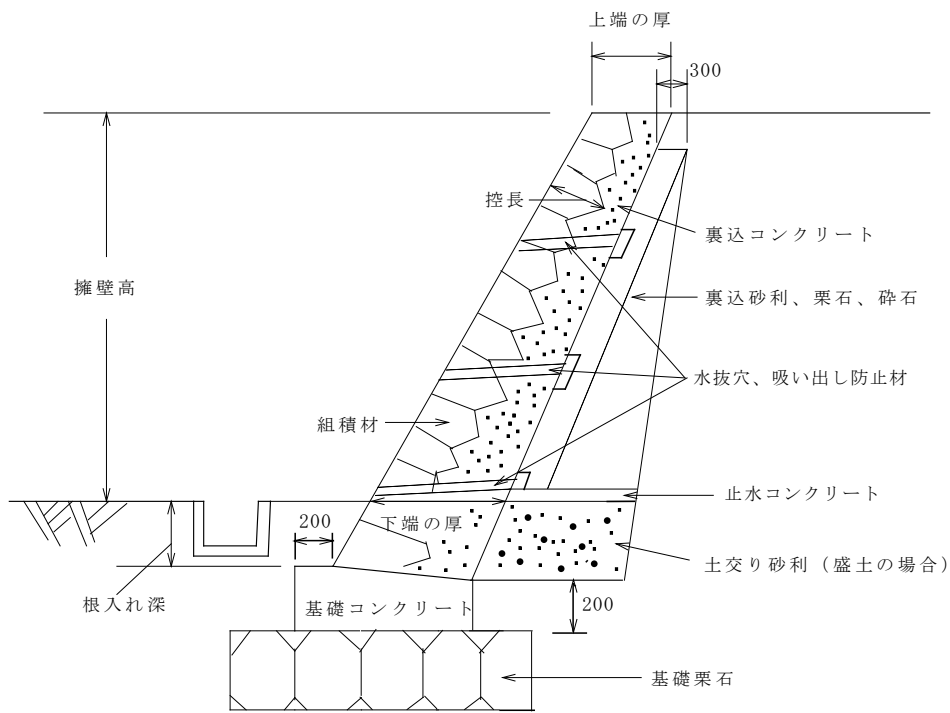 上端の厚
300
控長
裏込コンクリート
擁壁高
裏込砂利、栗石、砕石
水抜穴、吸い出し防止材
組積材
止水コンクリート
200
下端の厚
土交り砂利（盛土の場合）
根入れ深
基礎コンクリート
200
基礎栗石